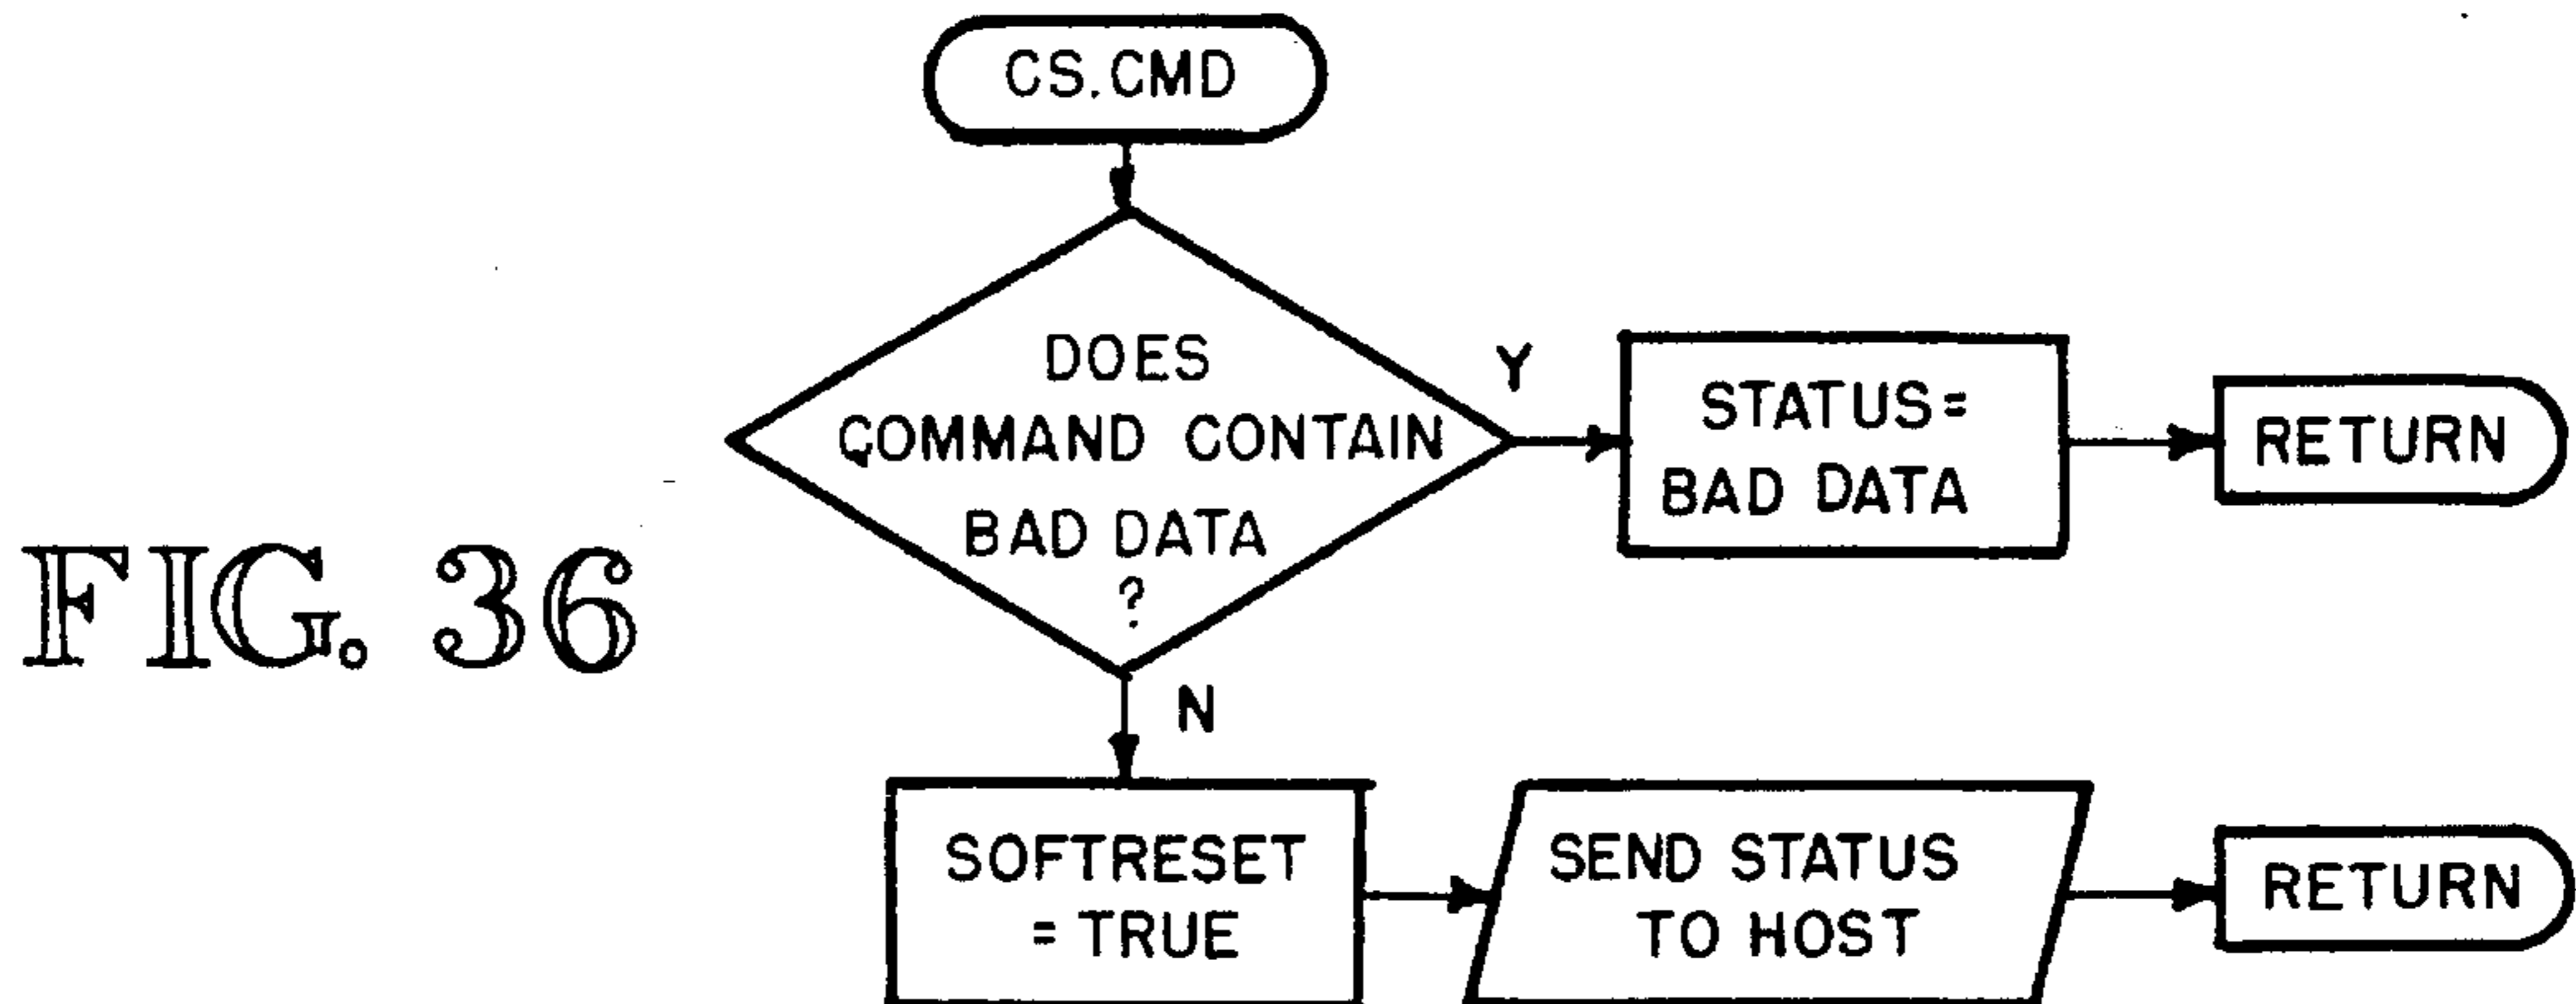 CS.CMD
DOES
COMMAND CONTAIN
BAD DATA
?
Y
STATUS=
BAD DATA
RETURN
FIG. 36
N
SOFTRESET
= TRUE
SEND STATUS
TO HOST
RETURN